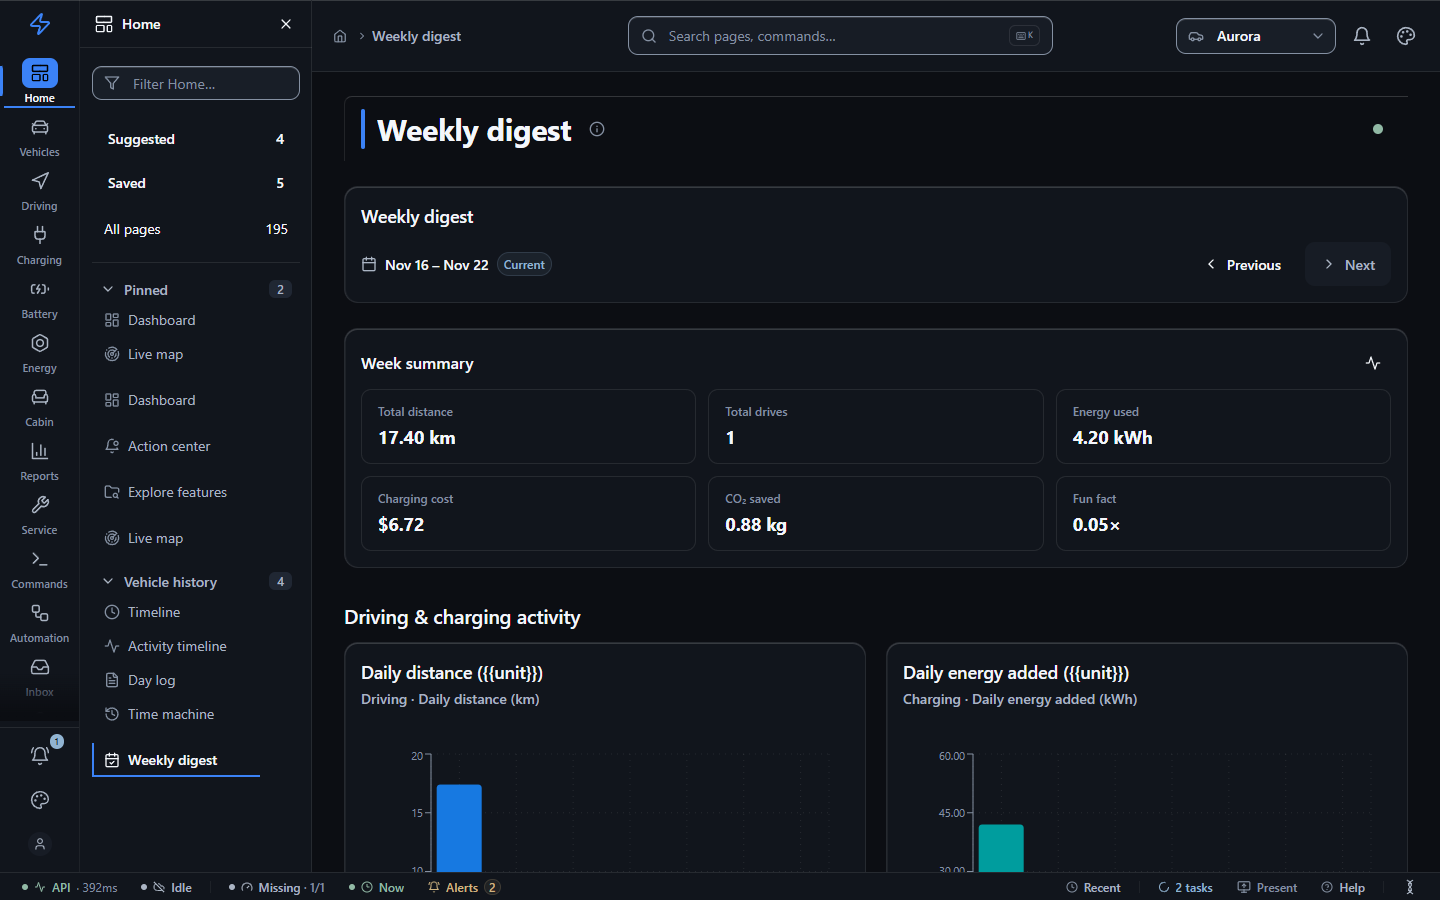 Home
Weekly digest
Search pages, commands...
K
Aurora
Home
Vehicles
Driving
Charging
Battery
Energy
Cabin
Reports
Service
Commands
Automation
Inbox
1
Filter Home...
Suggested 4
Saved 5
All pages 195
Pinned 2
Dashboard
Live map
Dashboard
Action center
Explore features
Live map
Vehicle history 4
Timeline
Activity timeline
Day log
Time machine
Weekly digest
Weekly digest
Weekly digest
Nov 16 – Nov 22 Current
Previous
Next
Week summary
Total distance
17.40 km
Total drives
1
Energy used
4.20 kWh
Charging cost
$6.72
CO₂ saved
0.88 kg
Fun fact
0.05×
Driving & charging activity
Daily distance ({{unit}})
Driving · Daily distance (km)
20
15
10
Daily energy added ({{unit}})
Charging · Daily energy added (kWh)
60.00
45.00
30.00
API · 392ms
Idle
Missing · 1/1
Now
Alerts 2
Recent
2 tasks
Present
Help